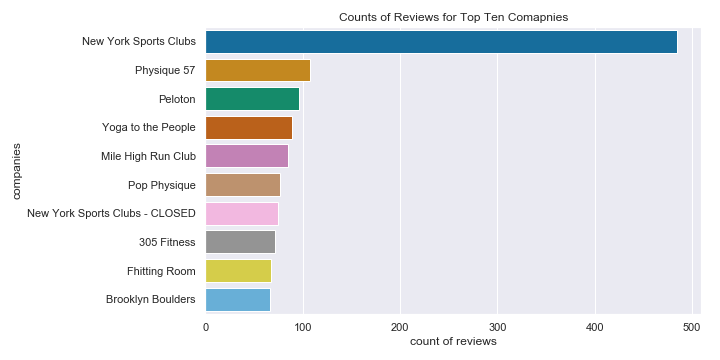 Counts of Reviews for Top Ten Comapnies
companies
New York Sports Clubs
Physique 57
Peloton
Yoga to the People
Mile High Run Club
Pop Physique
New York Sports Clubs - CLOSED
305 Fitness
Fhitting Room
Brooklyn Boulders
0 100 200 300 400 500
count of reviews